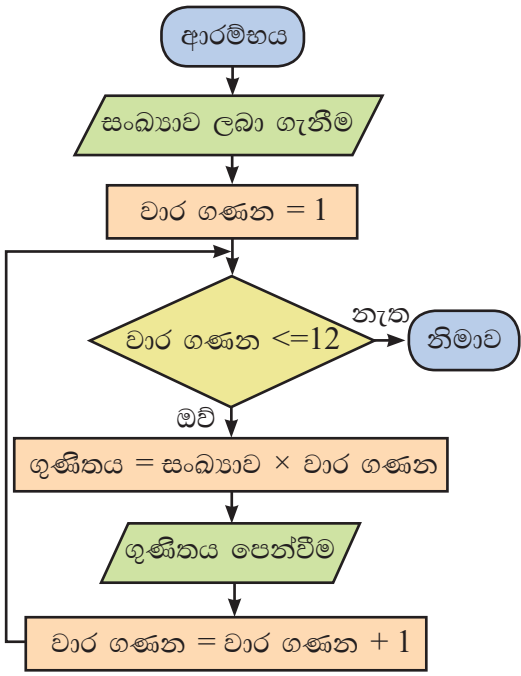 ආරම්භය
සංඛ්‍යාව ලබා ගැනීම
වාර ගණන = 1
වාර ගණන <=12
නැත
නිමාව
ඔව්
ගුණිතය = සංඛ්‍යාව × වාර ගණන
ගුණිතය පෙන්වීම
වාර ගණන = වාර ගණන + 1